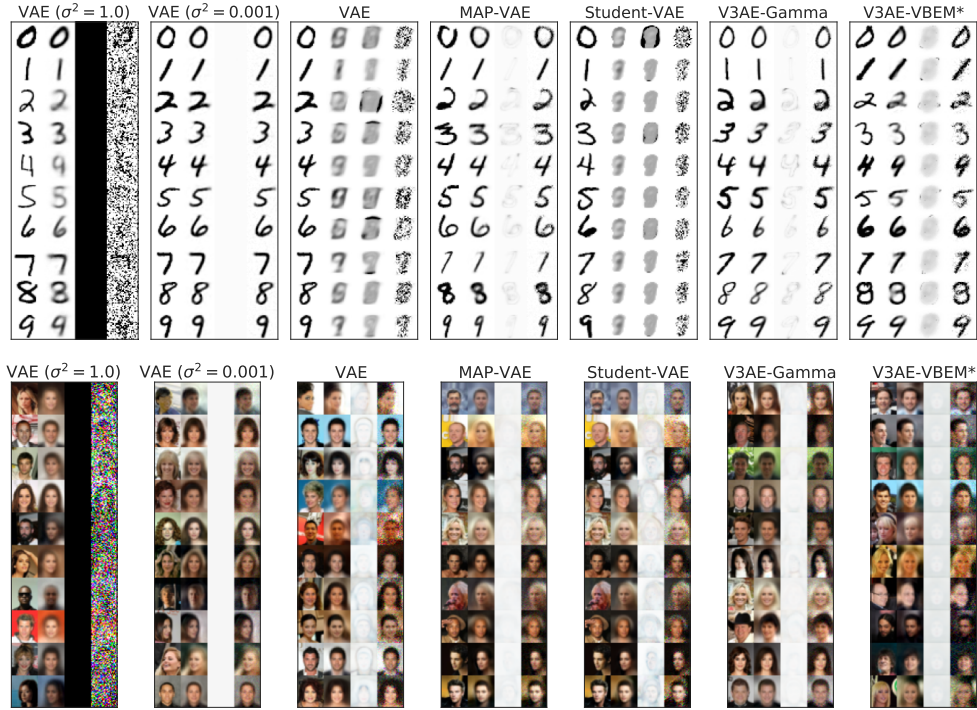 VAE (σ² = 1.0) VAE (σ² = 0.001) VAE MAP-VAE Student-VAE V3AE-Gamma V3AE-VBEM*
VAE (σ² = 1.0) VAE (σ² = 0.001) VAE MAP-VAE Student-VAE V3AE-Gamma V3AE-VBEM*